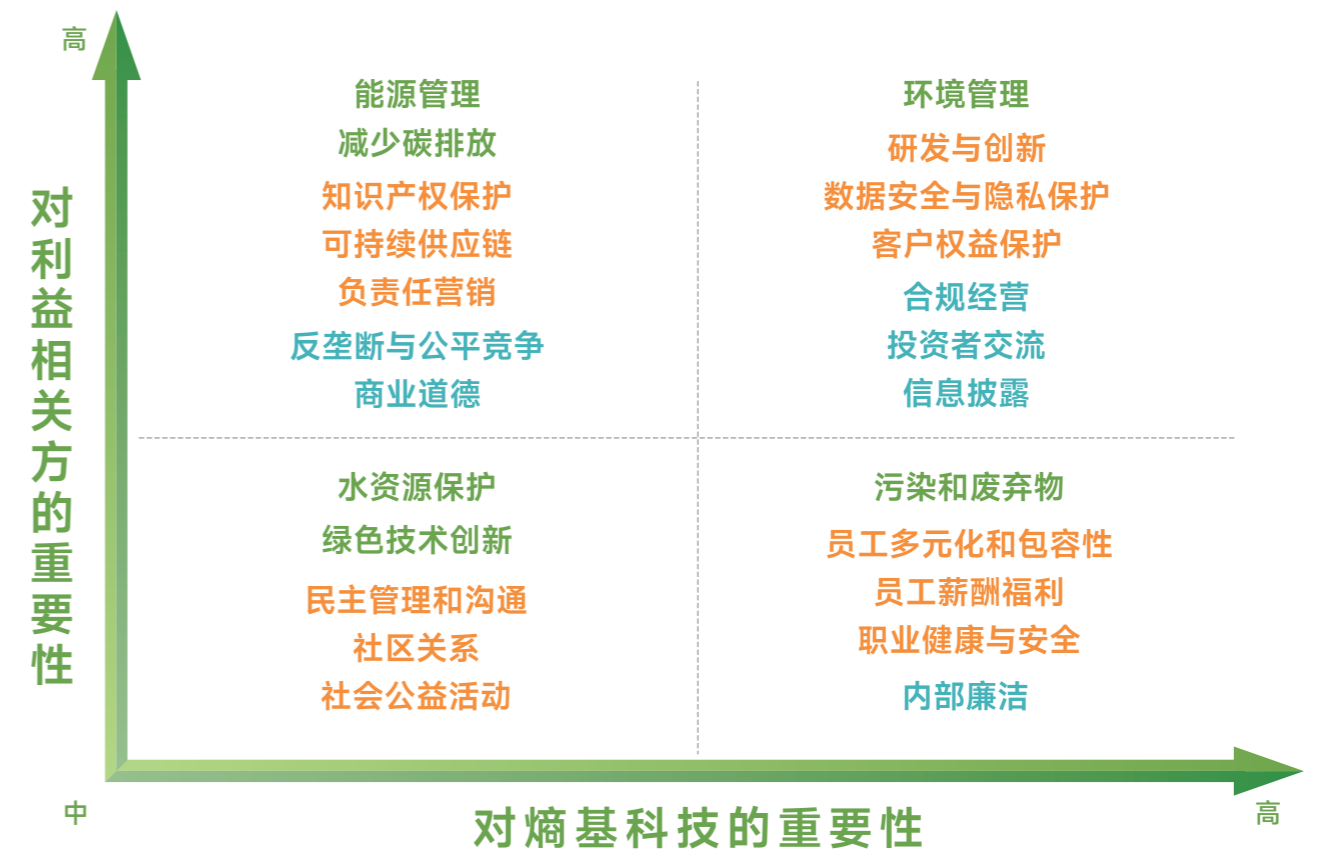 高
对利益相关方的重要性
能源管理
减少碳排放
知识产权保护
可持续供应链
负责任营销
反垄断与公平竞争
商业道德
环境管理
研发与创新
数据安全与隐私保护
客户权益保护
合规经营
投资者交流
信息披露
水资源保护
绿色技术创新
民主管理和沟通
社区关系
社会公益活动
污染和废弃物
员工多元化和包容性
员工薪酬福利
职业健康与安全
内部廉洁
中
对熵基科技的重要性
高